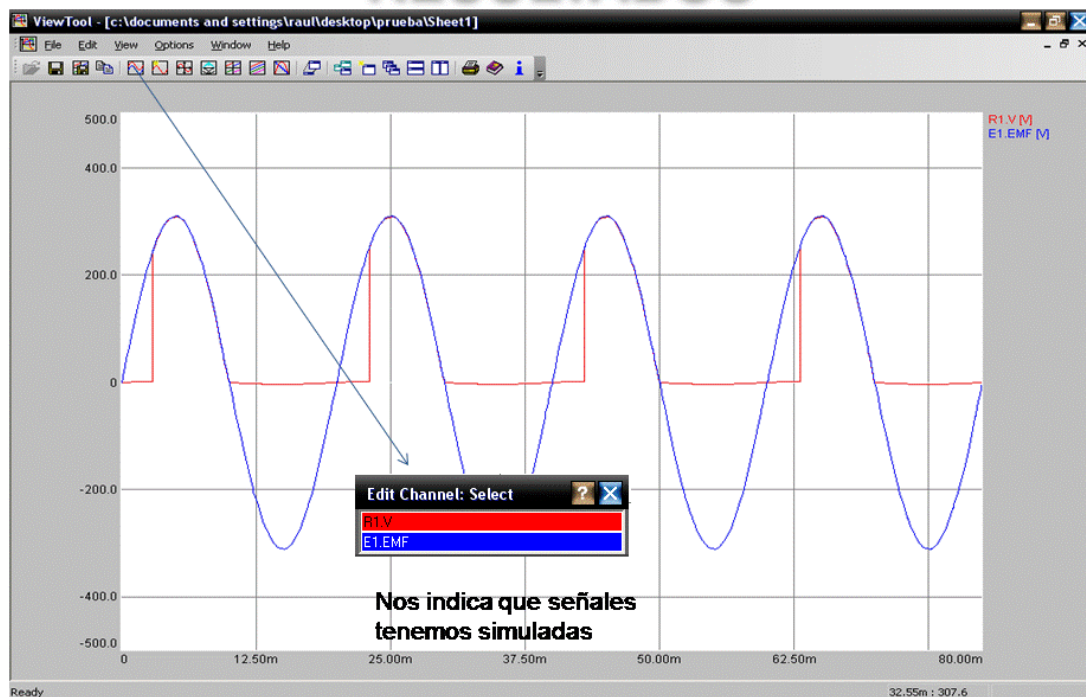 ViewTool - [c:\documents and settings\raul\desktop\prueba\Sheet1]
File Edit View Options Window Help
500.0
R1.V [V]
E1.EMF [V]
400.0
200.0
0
-200.0
Edit Channel: Select
R1.V
E1.EMF
-400.0
Nos indica que señales
tenemos simuladas
-500.0
0 12.50m 25.00m 37.50m 50.00m 62.50m 80.00m
Ready 32.55m : 307.6